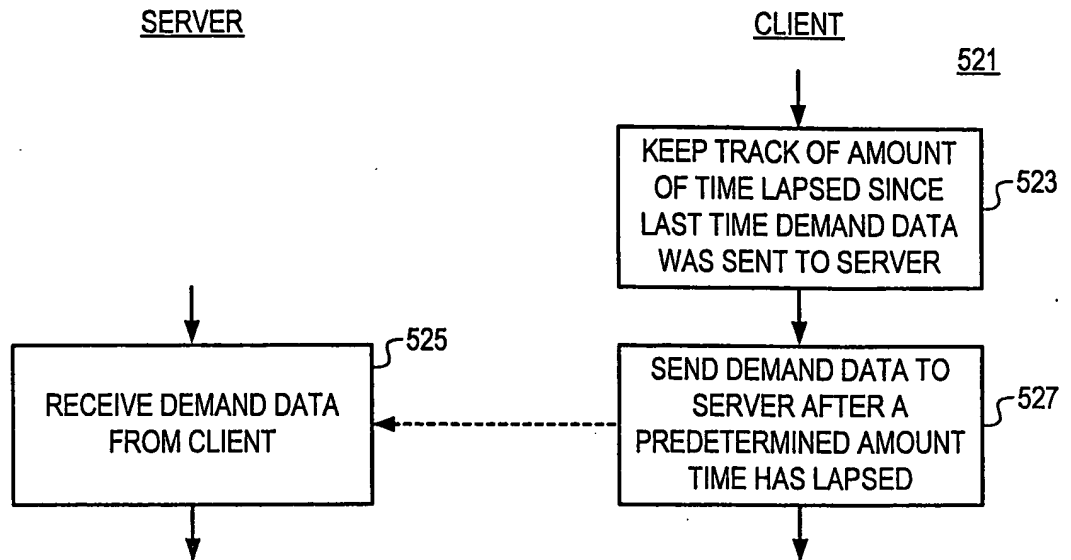 SERVER
CLIENT
521
KEEP TRACK OF AMOUNT
OF TIME LAPSED SINCE
LAST TIME DEMAND DATA
WAS SENT TO SERVER
523
525
RECEIVE DEMAND DATA
FROM CLIENT
SEND DEMAND DATA TO
SERVER AFTER A
PREDETERMINED AMOUNT
TIME HAS LAPSED
527